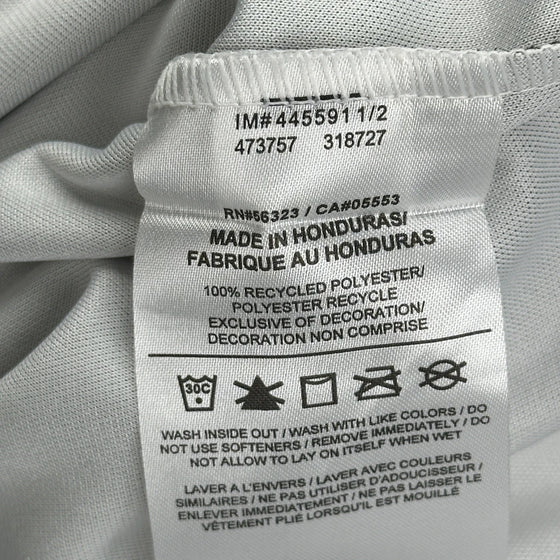 IM#4455911/2
473757 318727
RN#56323 / CA#05553
MADE IN HONDURAS/
FABRIQUE AU HONDURAS
100% RECYCLED POLYESTER/
POLYESTER RECYCLE
EXCLUSIVE OF DECORATION/
DECORATION NON COMPRISE
30C
WASH INSIDE OUT / WASH WITH LIKE COLORS / DO
NOT USE SOFTENERS / REMOVE IMMEDIATELY / DO
NOT ALLOW TO LAY ON ITSELF WHEN WET
LAVER A L'ENVERS / LAVER AVEC COULEURS
SIMILAIRES / NE PAS UTILISER D'ADOUCISSEUR /
ENLEVER IMMEDIATEMENT / NE PAS LAISSER LE
VÊTEMENT PLIÉ LORSQU'IL EST MOUILLÉ